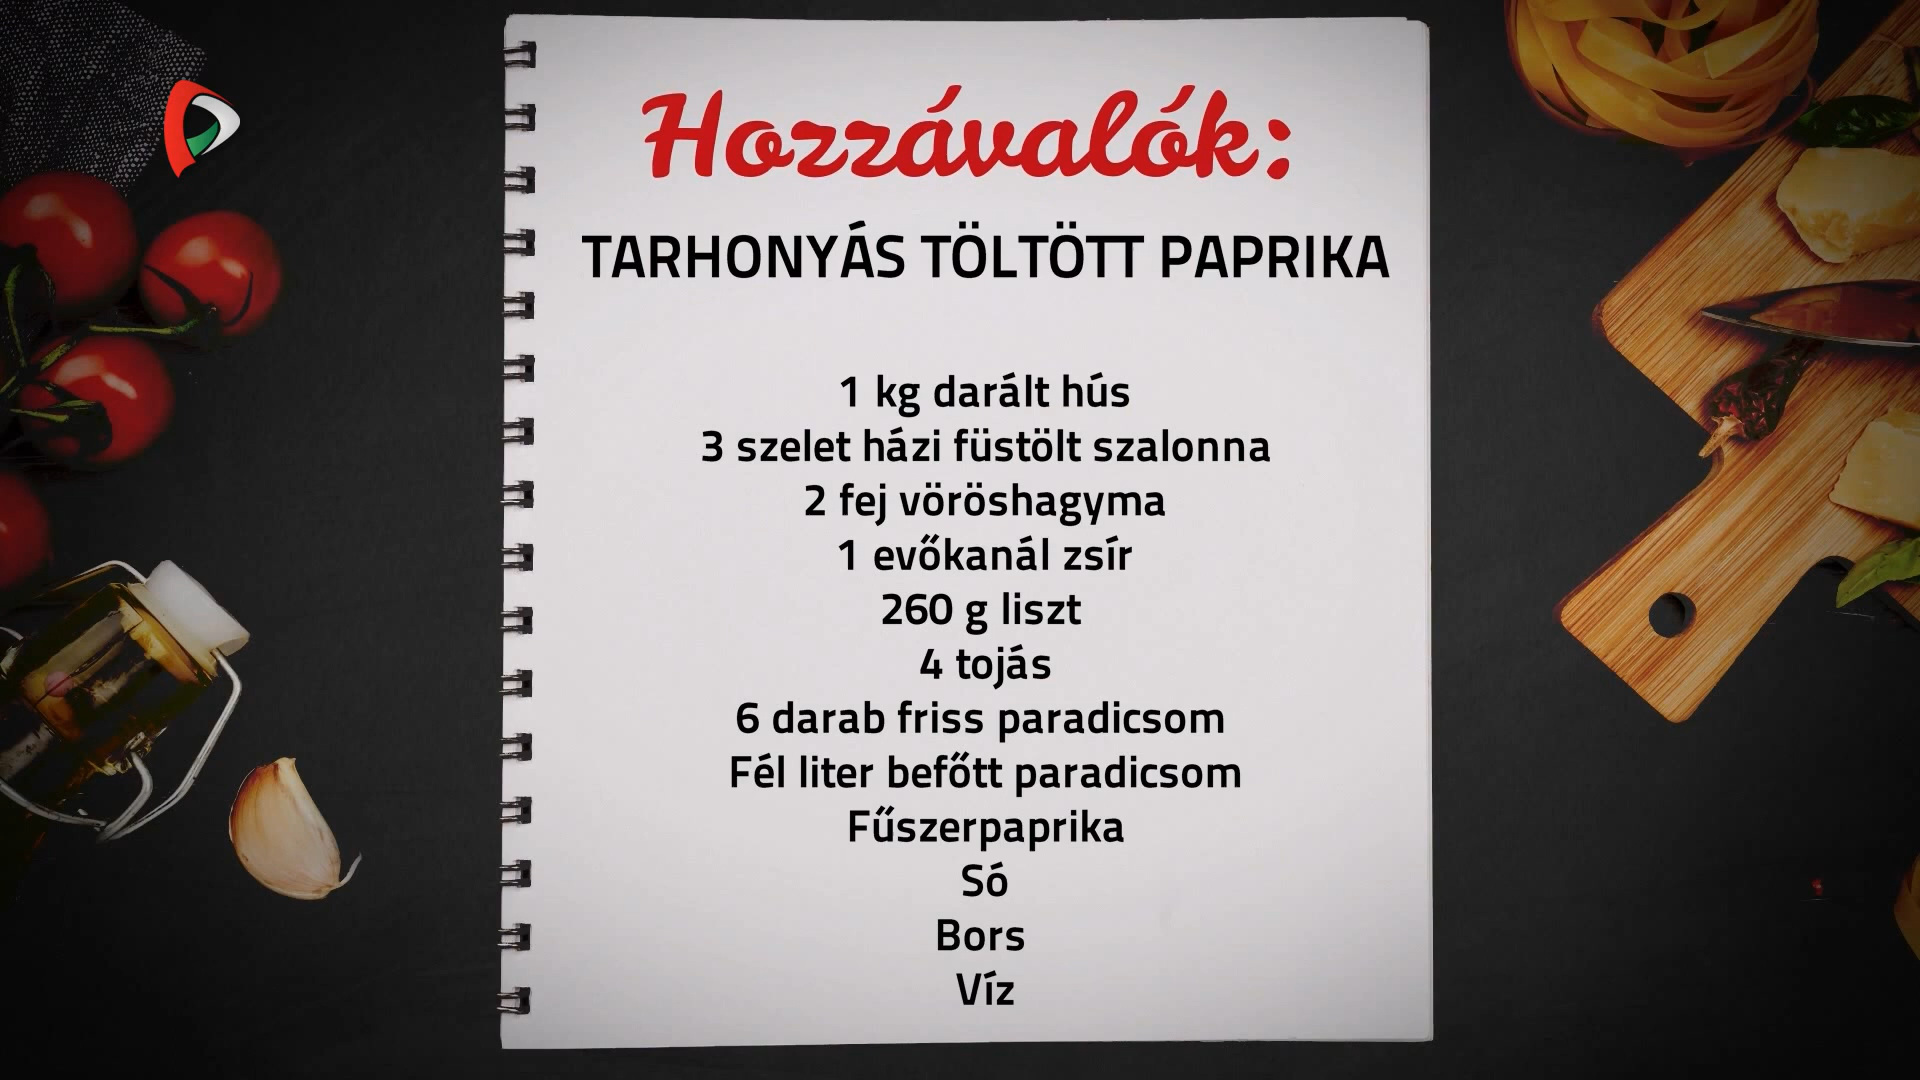 Hozzávalók:
TARHONYÁS TÖLTÖTT PAPRIKA
1 kg darált hús
3 szelet házi füstölt szalonna
2 fej vöröshagyma
1 evőkanál zsír
260 g liszt
4 tojás
6 darab friss paradicsom
Fél liter befőtt paradicsom
Fűszerpaprika
Só
Bors
Víz